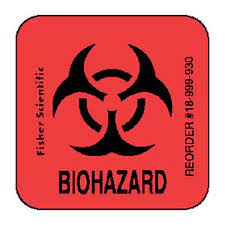 Fisher Scientific
REORDER #18-999-930
BIOHAZARD